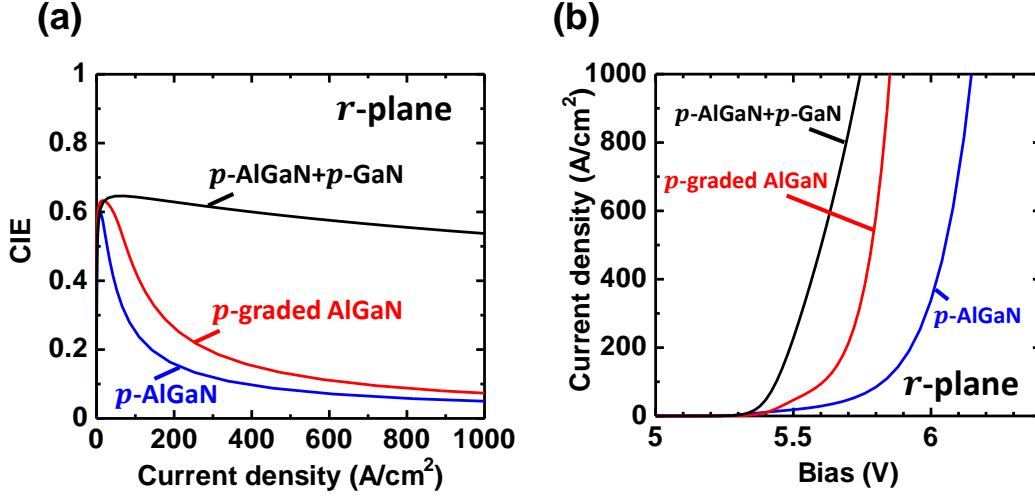 (a)
1
0.8
0.6
0.4
0.2
0
CIE
r-plane
p-AlGaN+p-GaN
p-graded AlGaN
p-AlGaN
0 200 400 600 800 1000
Current density (A/cm²)
(b)
1000
800
600
400
200
0
Current density (A/cm²)
p-AlGaN+p-GaN
p-graded AlGaN
p-AlGaN
r-plane
5 5.5 6
Bias (V)